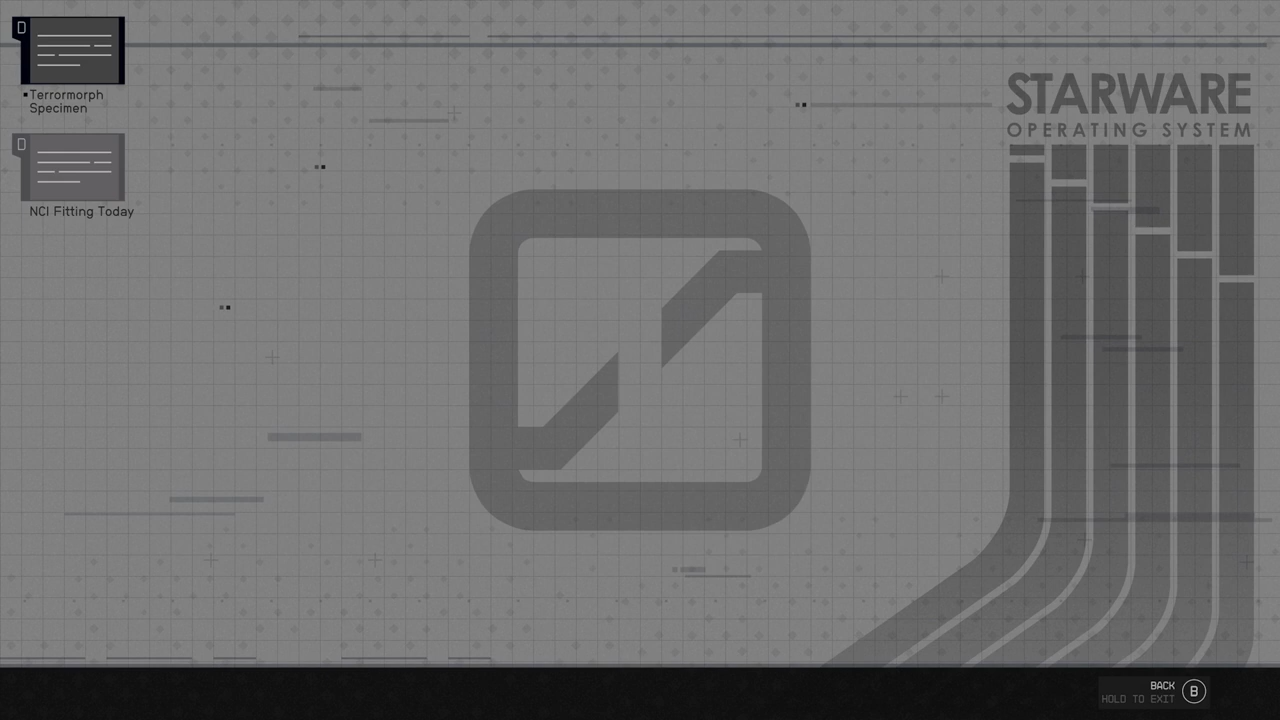 D
Terrormorph
Specimen
D
NCI Fitting Today
STARWARE
OPERATING SYSTEM
BACK
HOLD TO EXIT
B